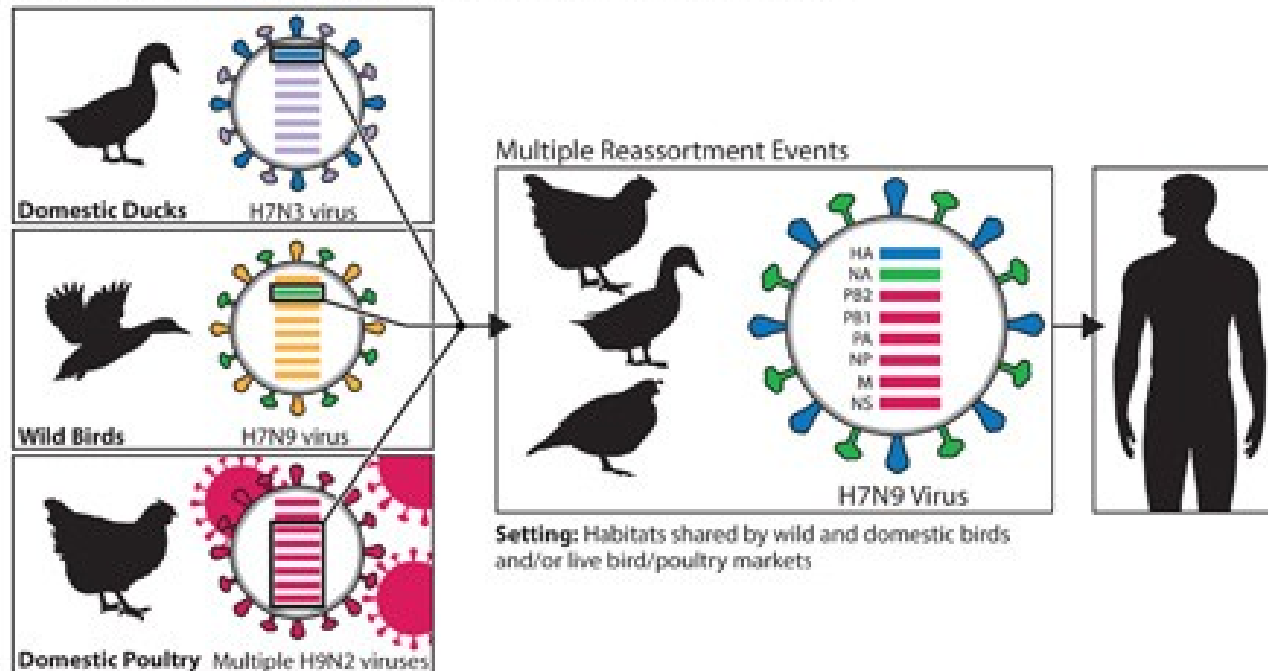 Domestic Ducks
H7N3 virus
Wild Birds
H7N9 virus
Domestic Poultry
Multiple H9N2 viruses
Multiple Reassortment Events
HA
NA
PB2
PB1
PA
NP
M
NS
H7N9 Virus
Setting: Habitats shared by wild and domestic birds
and/or live bird/poultry markets